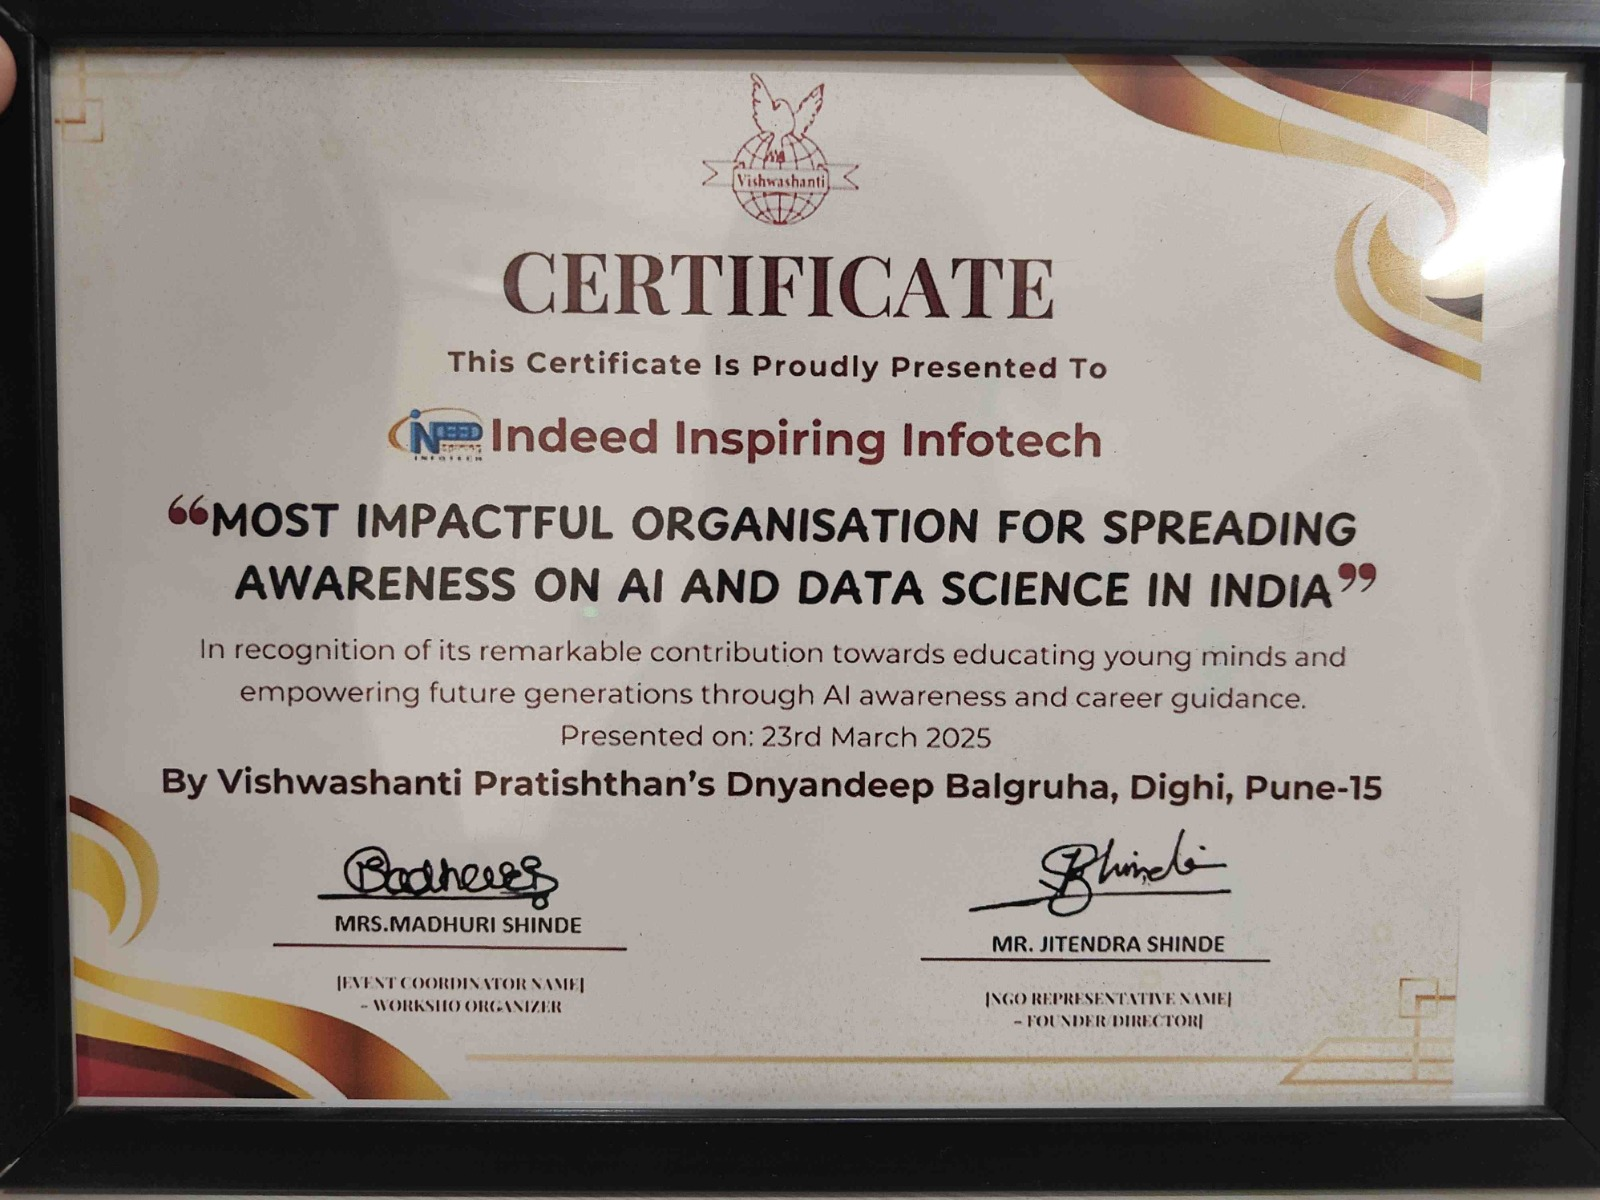 Vishwashanti
CERTIFICATE
This Certificate Is Proudly Presented To
INDEED
INFOTECH
Indeed Inspiring Infotech
“MOST IMPACTFUL ORGANISATION FOR SPREADING
AWARENESS ON AI AND DATA SCIENCE IN INDIA”
In recognition of its remarkable contribution towards educating young minds and
empowering future generations through AI awareness and career guidance.
Presented on: 23rd March 2025
By Vishwashanti Pratishthan’s Dnyandeep Balgruha, Dighi, Pune-15
MRS.MADHURI SHINDE
[EVENT COORDINATOR NAME]
– WORKSHO ORGANIZER
MR. JITENDRA SHINDE
[NGO REPRESENTATIVE NAME]
– FOUNDER/DIRECTOR]